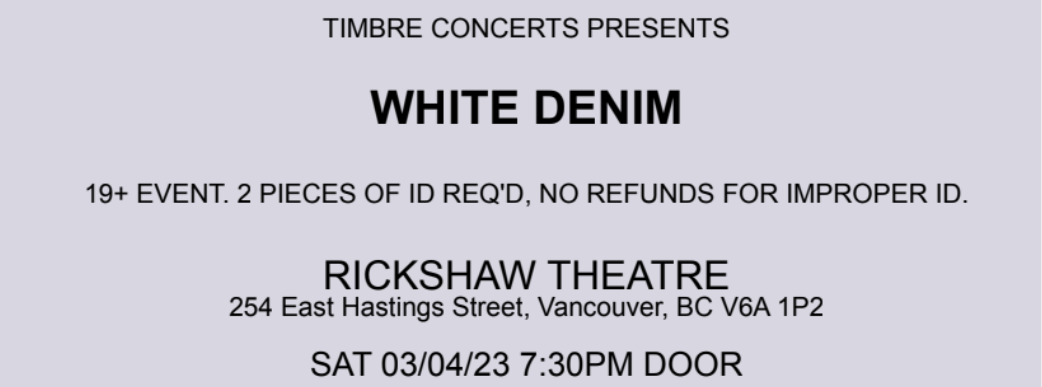 TIMBRE CONCERTS PRESENTS
WHITE DENIM
19+ EVENT. 2 PIECES OF ID REQ'D, NO REFUNDS FOR IMPROPER ID.
RICKSHAW THEATRE
254 East Hastings Street, Vancouver, BC V6A 1P2
SAT 03/04/23 7:30PM DOOR